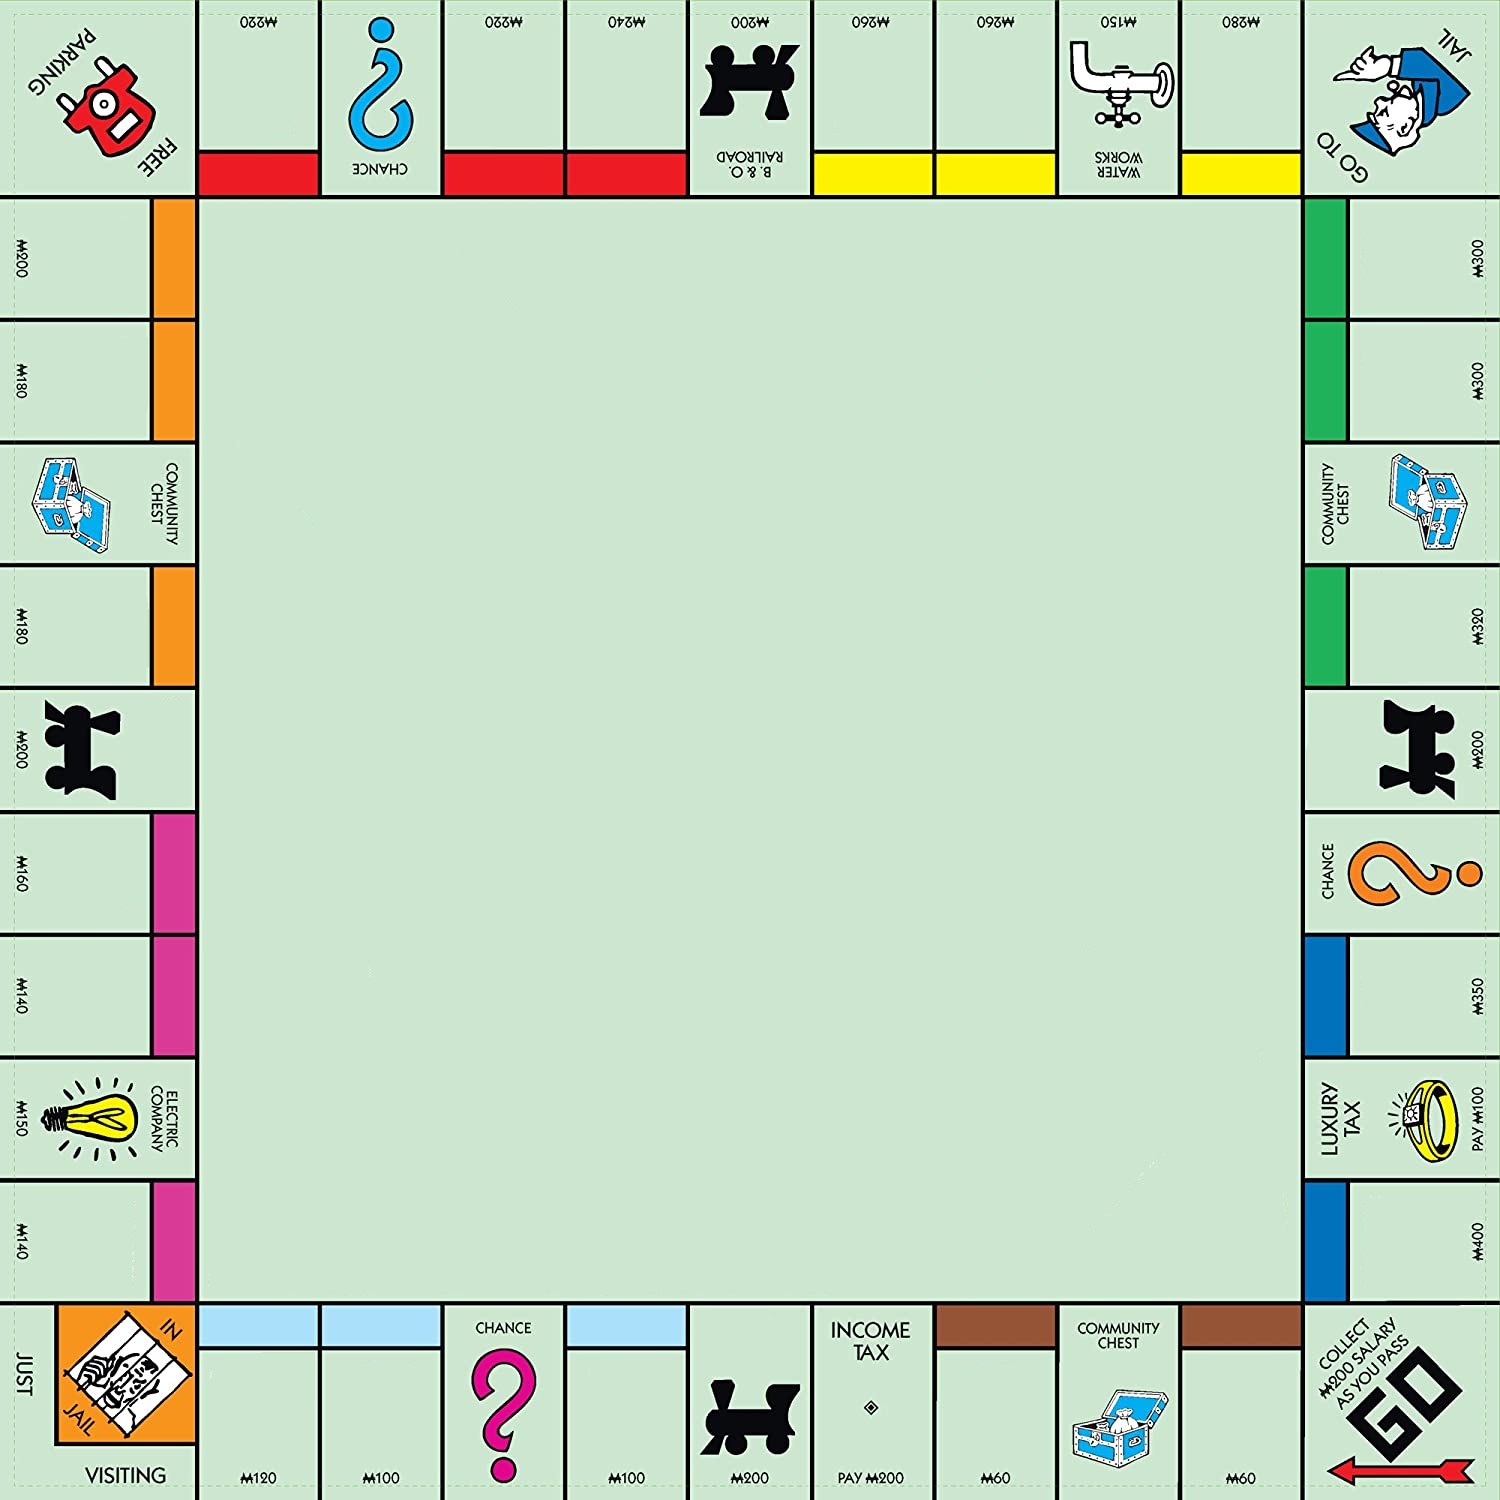 ₩220
CHANCE
₩220
₩240
₩200
B. & O.
RAILROAD
₩260
₩260
₩150
WATER
WORKS
₩280
GO TO
JAIL
₩300
₩300
COMMUNITY
CHEST
₩320
₩200
CHANCE
₩350
LUXURY
TAX
PAY ₩100
₩400
COLLECT
₩200 SALARY
AS YOU PASS
GO
₩60
COMMUNITY
CHEST
₩60
INCOME
TAX
PAY ₩200
₩200
₩100
CHANCE
₩100
₩120
IN
JAIL
JUST
VISITING
₩140
ELECTRIC
COMPANY
₩150
₩140
₩160
₩200
₩180
COMMUNITY
CHEST
₩180
₩200
FREE
PARKING